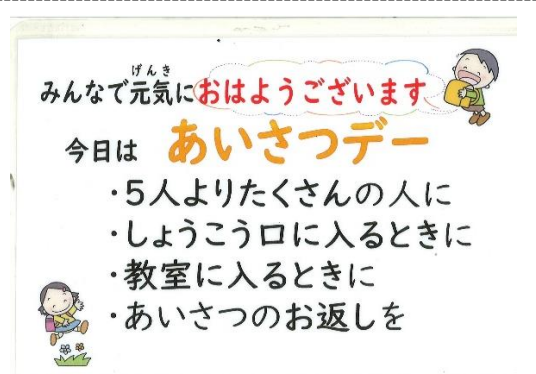 みんなで元気におはようございます
げんき
今日は あいさつデー
・5人よりたくさんの人に
・しょうこう口に入るときに
・教室に入るときに
・あいさつのお返しを